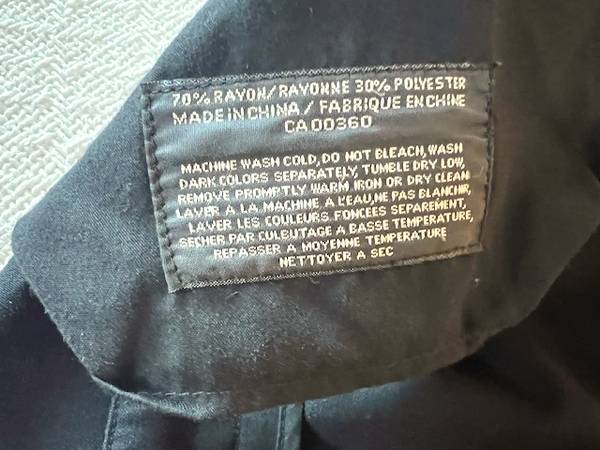 70% RAYON/RAYONNE 30% POLYESTER
MADE IN CHINA / FABRIQUE EN CHINE
CA 00360
MACHINE WASH COLD, DO NOT BLEACH, WASH
DARK COLORS SEPARATELY, TUMBLE DRY LOW,
REMOVE PROMPTLY WARM IRON OR DRY CLEAN
LAVER A LA MACHINE A L'EAU, NE PAS BLANCHIR,
LAVER LES COULEURS FONCEES SEPAREMENT,
SECHER PAR CULBUTAGE A BASSE TEMPERATURE,
REPASSER A MOYENNE TEMPERATURE
NETTOYER A SEC